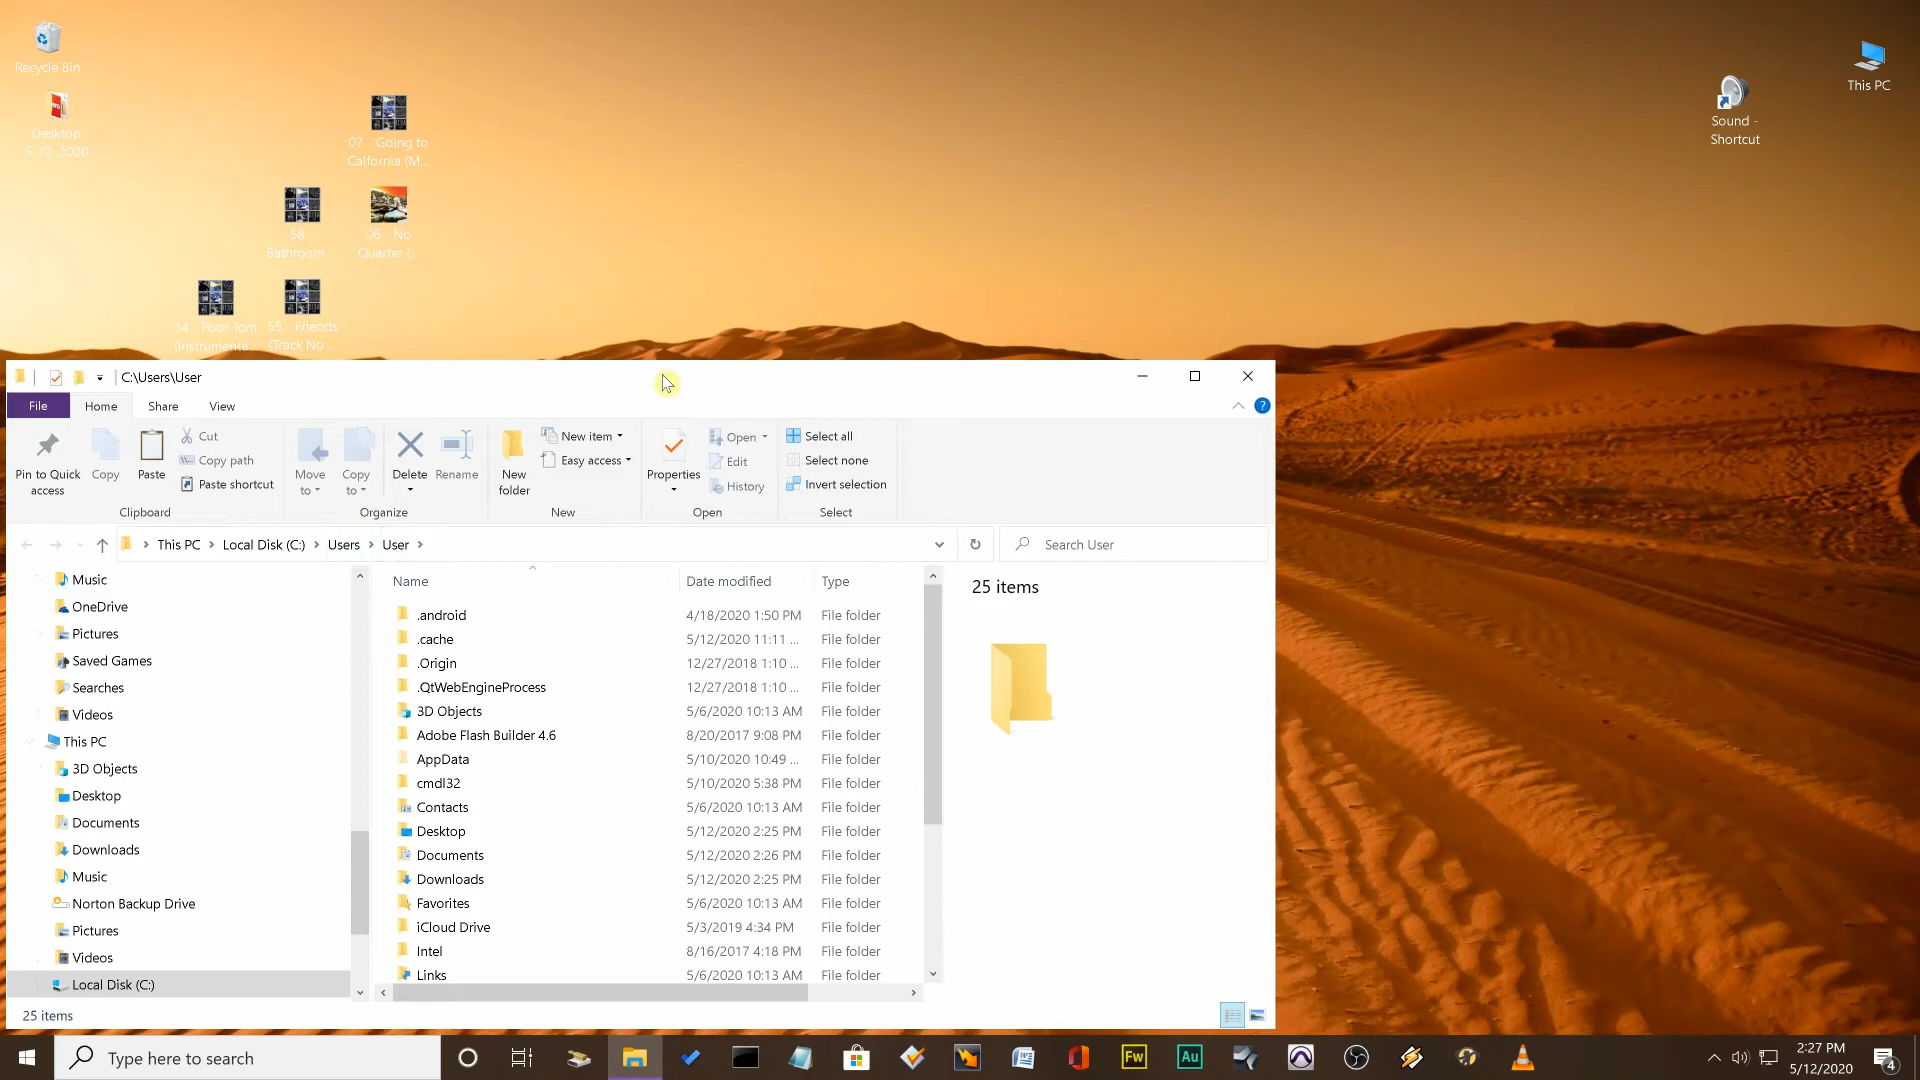 Recycle Bin
Desktop
5-12-2020
07 - Going to
Calfornia (M...
58
Bathroom
06 - No
Quarter (...
14 - Poor Tom
(Instrumenta...
55 - Friends
(Track No ...
This PC
Sound -
Shortcut
C:\Users\User
File
Home
Share
View
Pin to Quick
access
Copy
Paste
Cut
Copy path
Paste shortcut
Move
to
Copy
to
Delete
Rename
New
folder
New item
Easy access
Properties
Open
Edit
History
Select all
Select none
Invert selection
Clipboard
Organize
New
Open
Select
This PC
Local Disk (C:)
Users
User
Search User
Music
OneDrive
Pictures
Saved Games
Searches
Videos
This PC
3D Objects
Desktop
Documents
Downloads
Music
Norton Backup Drive
Pictures
Videos
Local Disk (C:)
Name Date modified Type
.android 4/18/2020 1:50 PM File folder
.cache 5/12/2020 11:11 ... File folder
.Origin 12/27/2018 1:10 ... File folder
.QtWebEngineProcess 12/27/2018 1:10 ... File folder
3D Objects 5/6/2020 10:13 AM File folder
Adobe Flash Builder 4.6 8/20/2017 9:08 PM File folder
AppData 5/10/2020 10:49 ... File folder
cmdl32 5/10/2020 5:38 PM File folder
Contacts 5/6/2020 10:13 AM File folder
Desktop 5/12/2020 2:25 PM File folder
Documents 5/12/2020 2:26 PM File folder
Downloads 5/12/2020 2:25 PM File folder
Favorites 5/6/2020 10:13 AM File folder
iCloud Drive 5/3/2019 4:34 PM File folder
Intel 8/16/2017 4:18 PM File folder
Links 5/6/2020 10:13 AM File folder
25 items
25 items
Type here to search
Fw
Au
2:27 PM
5/12/2020
4